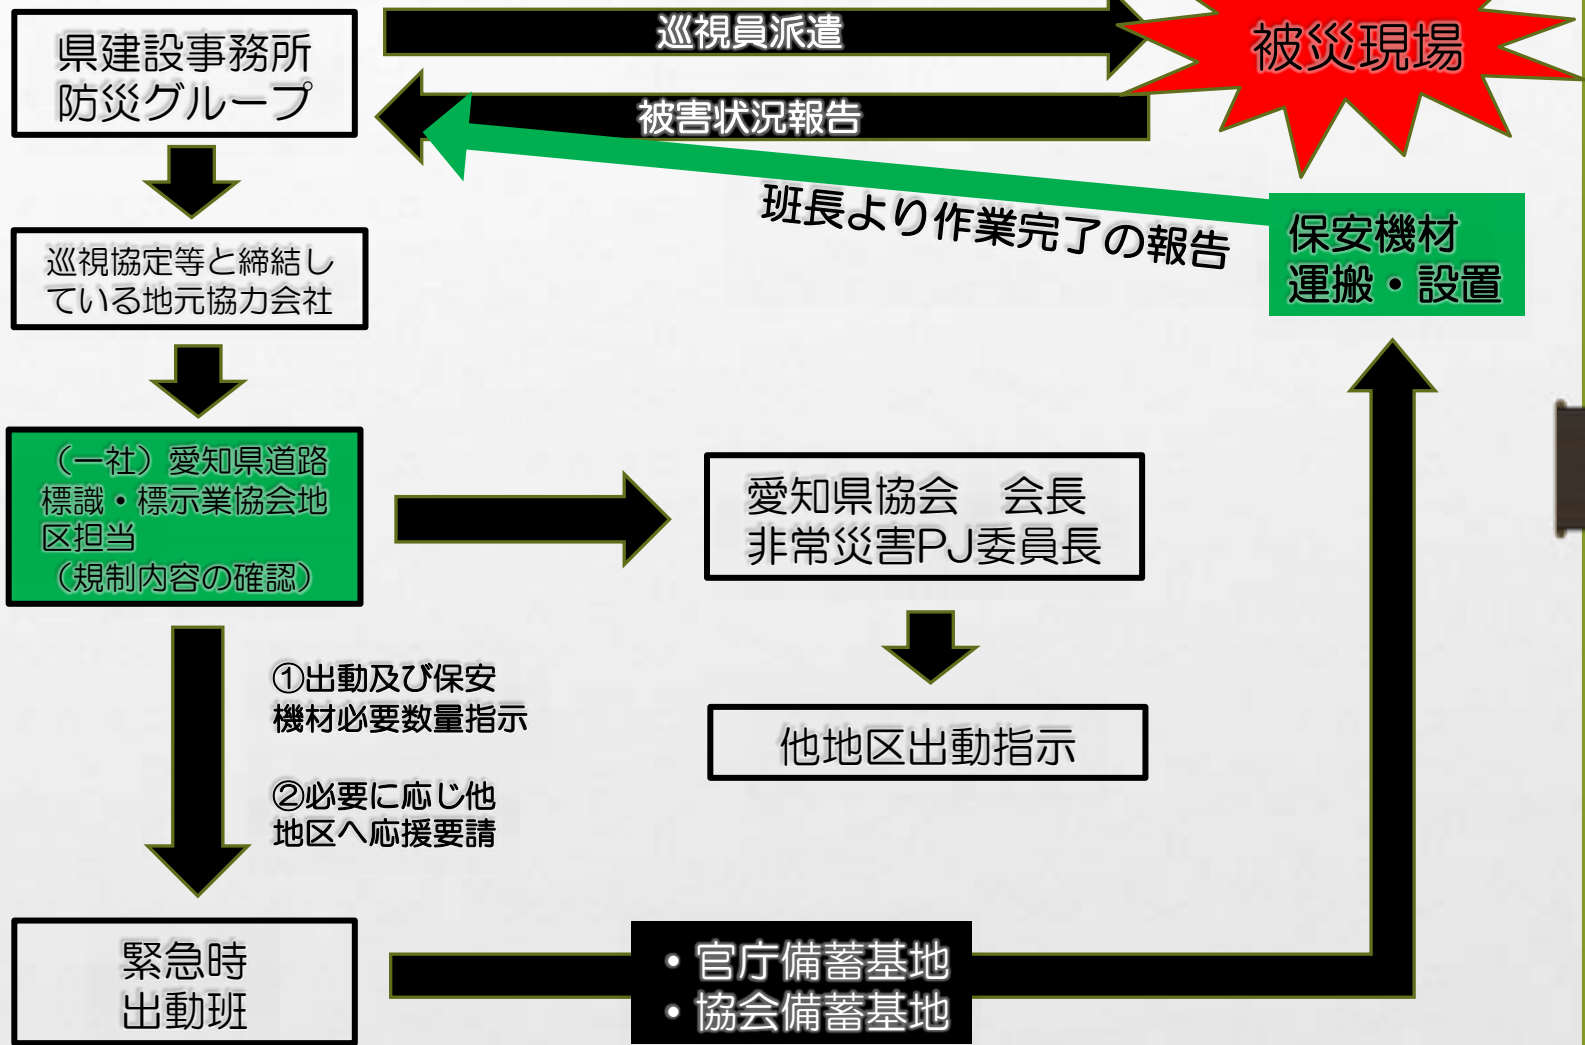 県建設事務所
防災グループ
巡視員派遣
被災現場
被害状況報告
班長より作業完了の報告
保安機材
運搬・設置
巡視協定等と締結し
ている地元協力会社
（一社）愛知県道路
標識・標示業協会地
区担当
（規制内容の確認）
愛知県協会　会長
非常災害PJ委員長
①出動及び保安
機材必要数量指示
②必要に応じ他
地区へ応援要請
他地区出動指示
緊急時
出動班
・官庁備蓄基地
・協会備蓄基地